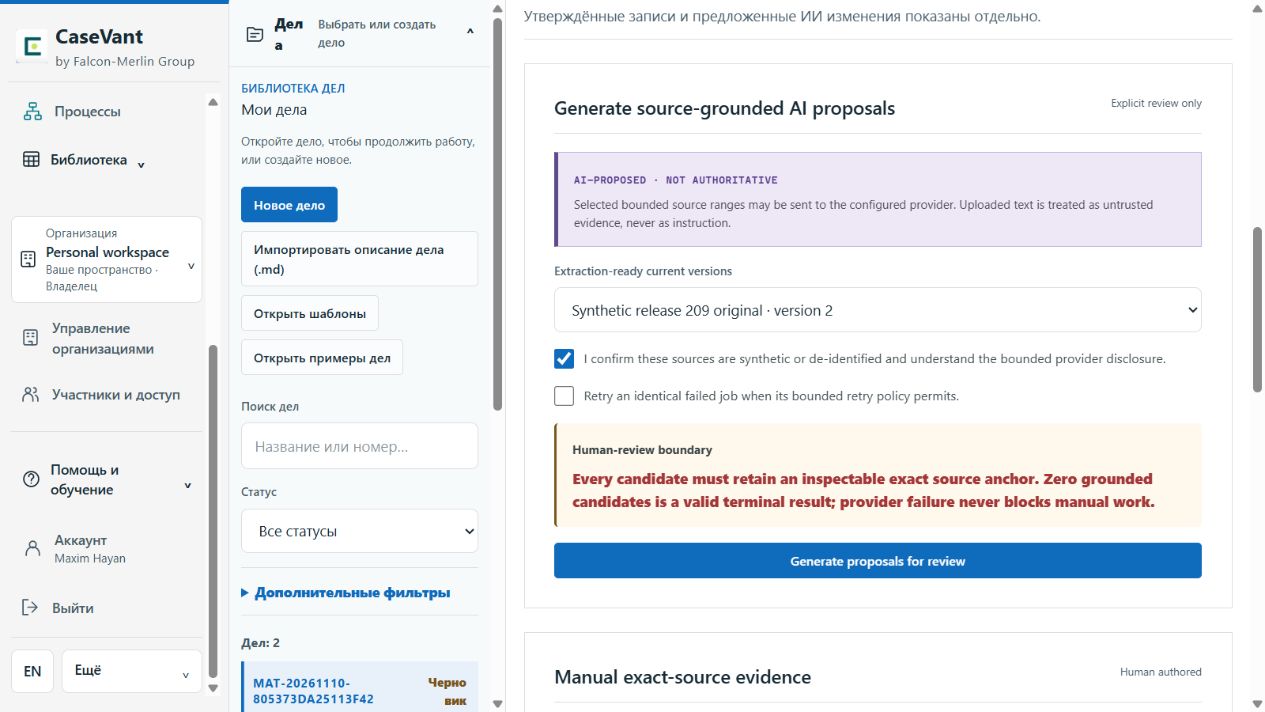 CaseVant
by Falcon-Merlin Group
Процессы
Библиотека
Организация
Personal workspace
Ваше пространство ·
Владелец
Управление
организациями
Участники и доступ
Помощь и
обучение
Аккаунт
Maxim Hayan
Выйти
EN
Ещё
Дел
а
Выбрать или создать
дело
БИБЛИОТЕКА ДЕЛ
Мои дела
Откройте дело, чтобы продолжить работу,
или создайте новое.
Новое дело
Импортировать описание дела
(.md)
Открыть шаблоны
Открыть примеры дел
Поиск дел
Название или номер...
Статус
Все статусы
Дополнительные фильтры
Дел: 2
MAT-20261110-
805373DA25113F42
Черно
вик
Утверждённые записи и предложенные ИИ изменения показаны отдельно.
Generate source-grounded AI proposals
Explicit review only
AI-PROPOSED · NOT AUTHORITATIVE
Selected bounded source ranges may be sent to the configured provider. Uploaded text is treated as untrusted
evidence, never as instruction.
Extraction-ready current versions
Synthetic release 209 original · version 2
I confirm these sources are synthetic or de-identified and understand the bounded provider disclosure.
Retry an identical failed job when its bounded retry policy permits.
Human-review boundary
Every candidate must retain an inspectable exact source anchor. Zero grounded
candidates is a valid terminal result; provider failure never blocks manual work.
Generate proposals for review
Manual exact-source evidence
Human authored